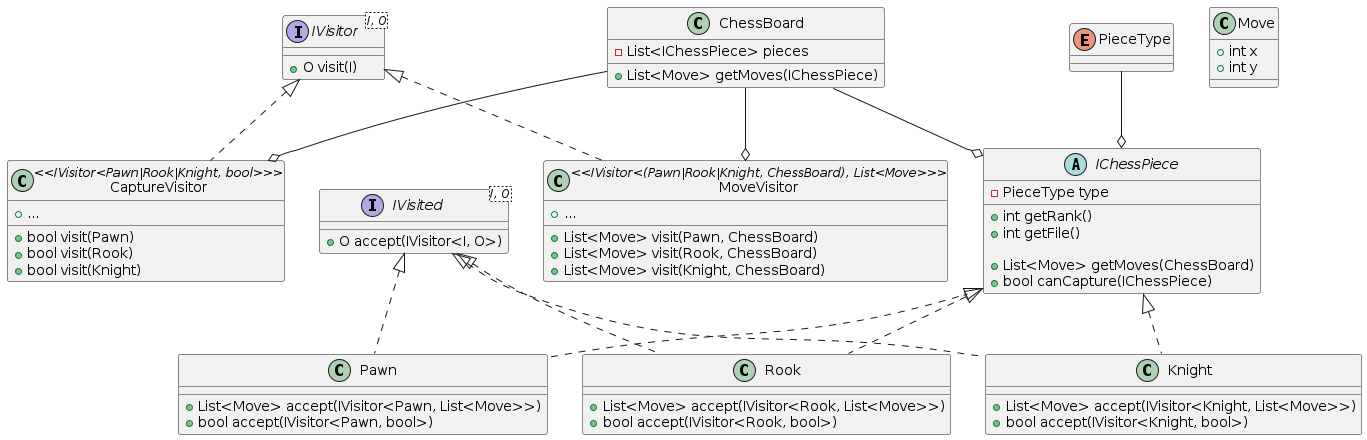 I IVisitor I, O
O visit(I)
C ChessBoard
List<IChessPiece> pieces
List<Move> getMoves(IChessPiece)
E PieceType
C Move
int x
int y
C <<IVisitor<Pawn|Rook|Knight, bool>>>
CaptureVisitor
...
bool visit(Pawn)
bool visit(Rook)
bool visit(Knight)
I IVisited I, O
O accept(IVisitor<I, O>)
C <<IVisitor<(Pawn|Rook|Knight, ChessBoard), List<Move>>>>
MoveVisitor
...
List<Move> visit(Pawn, ChessBoard)
List<Move> visit(Rook, ChessBoard)
List<Move> visit(Knight, ChessBoard)
A IChessPiece
PieceType type
int getRank()
int getFile()
List<Move> getMoves(ChessBoard)
bool canCapture(IChessPiece)
C Pawn
List<Move> accept(IVisitor<Pawn, List<Move>>)
bool accept(IVisitor<Pawn, bool>)
C Rook
List<Move> accept(IVisitor<Rook, List<Move>>)
bool accept(IVisitor<Rook, bool>)
C Knight
List<Move> accept(IVisitor<Knight, List<Move>>)
bool accept(IVisitor<Knight, bool>)